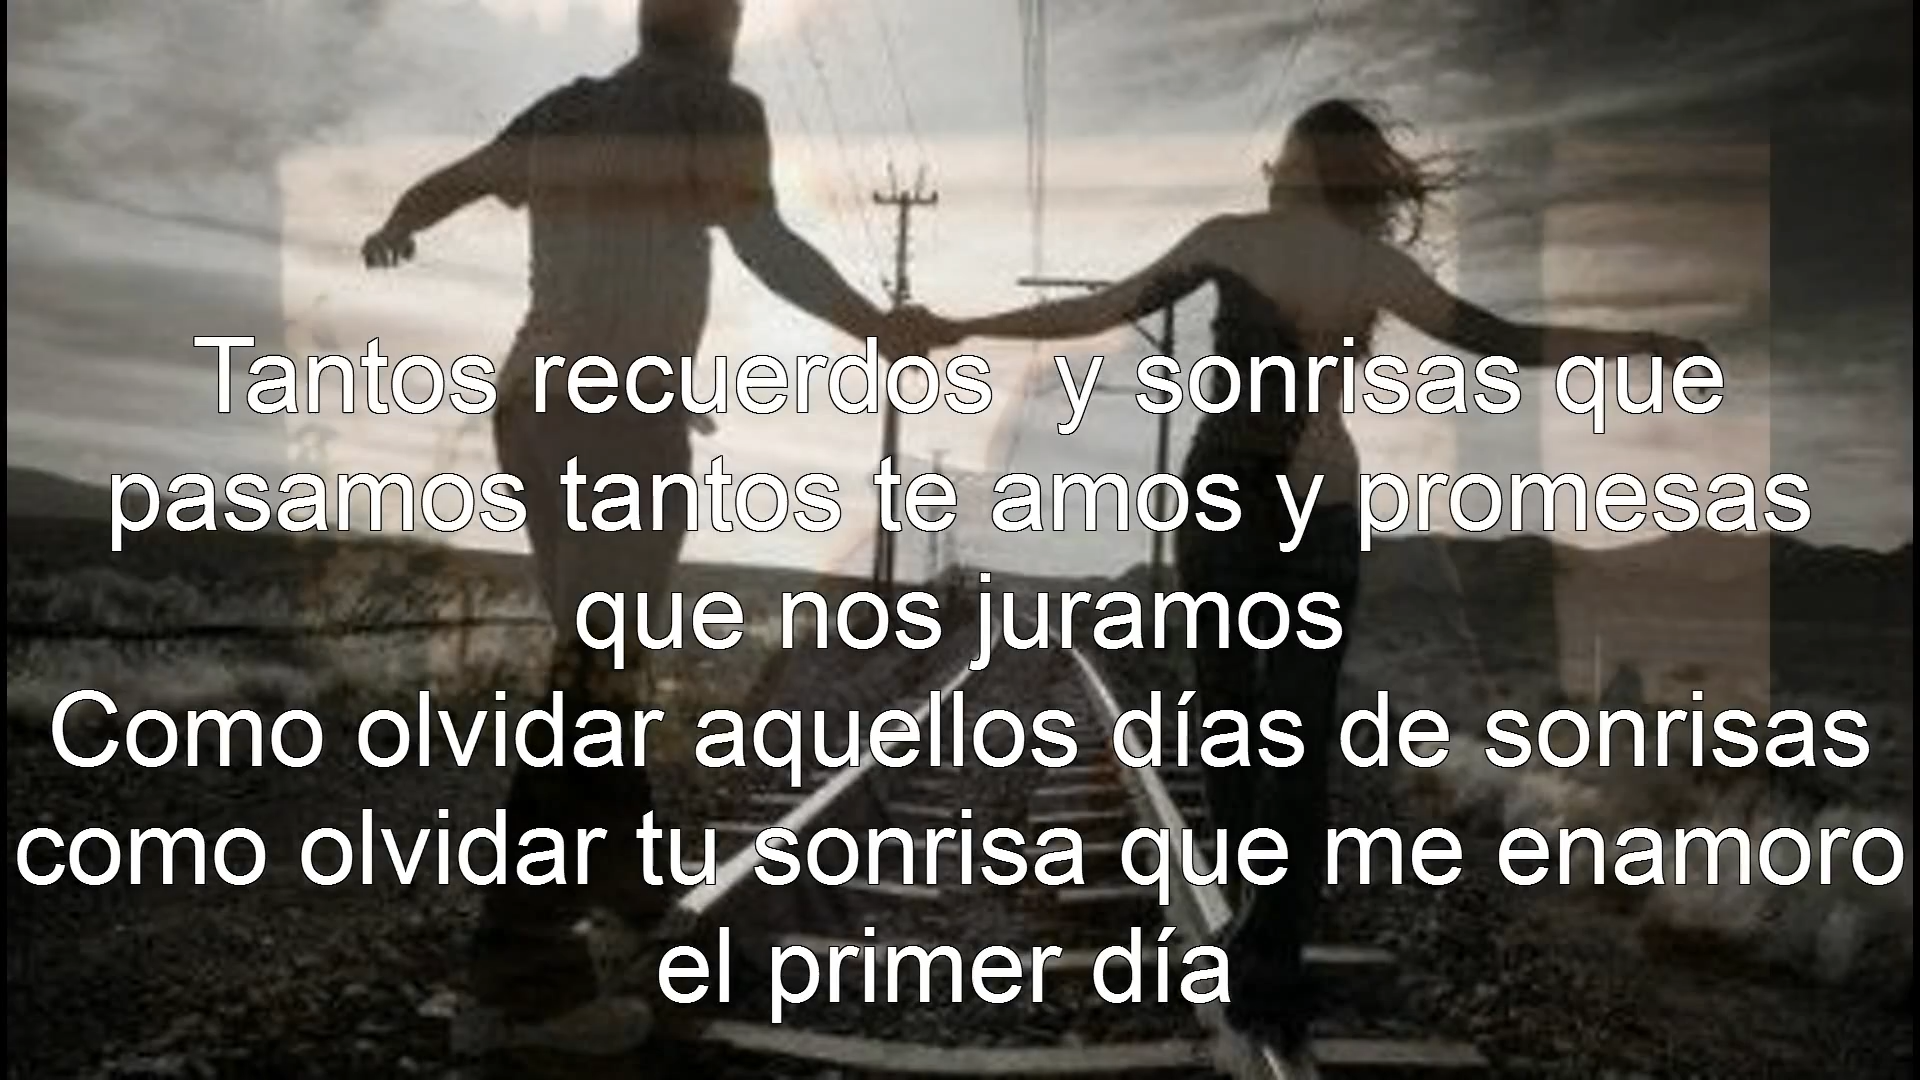 Tantos recuerdos  y sonrisas que
pasamos tantos te amos y promesas
que nos juramos
Como olvidar aquellos días de sonrisas
como olvidar tu sonrisa que me enamoro
el primer día